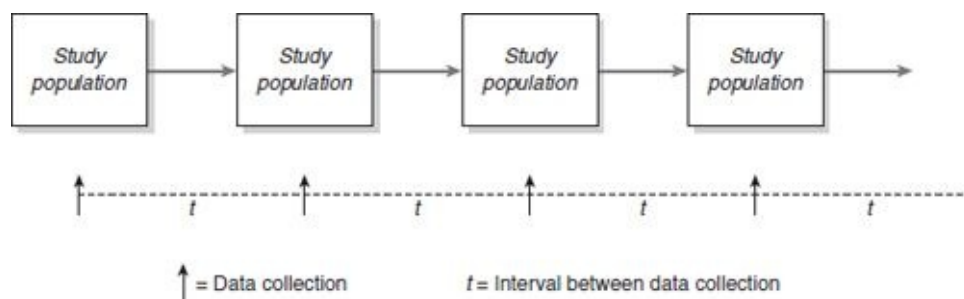 Study
population
Study
population
Study
population
Study
population
t
t
t
t
= Data collection
t = Interval between data collection